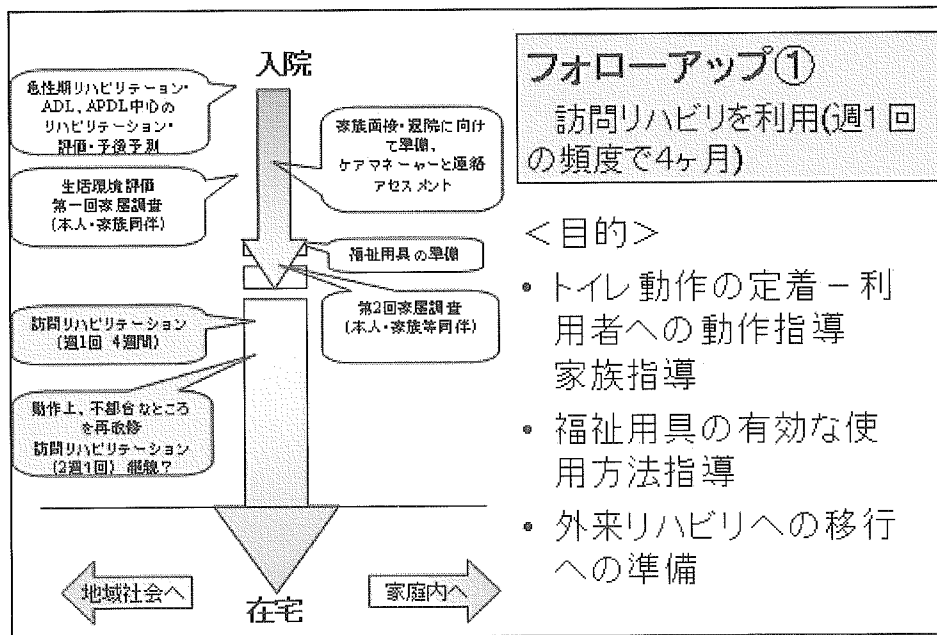 入院
急性期リハビリテーション・
ADL、APDL中心の
リハビリテーション・
評価・予後予測
家族面接・退院に向け
て準備、
ケアマネージャーと連絡
アセスメント
生活環境評価
第一回家屋調査
(本人・家族同伴)
福祉用具の準備
第2回家屋調査
(本人・家族等同伴)
訪問リハビリテーション
(週1回 4週間)
動作上、不都合なところ
を再改修
訪問リハビリテーション
(2週1回) 継続?
地域社会へ
在宅
家庭内へ
フォローアップ①
訪問リハビリを利用(週1回
の頻度で4ヶ月)
<目的>
• トイレ動作の定着-利
用者への動作指導
家族指導
• 福祉用具の有効な使
用方法指導
• 外来リハビリへの移行
への準備